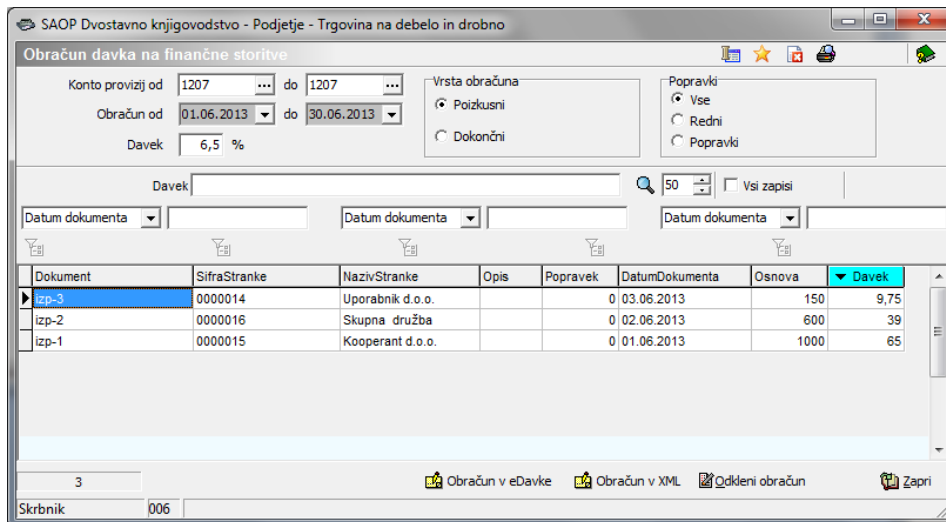 SAOP Dvostavno knjigovodstvo - Podjetje - Trgovina na debelo in drobno
Obračun davka na finančne storitve
Konto provizij od 1207 ... do 1207 ...
Obračun od 01.06.2013 do 30.06.2013
Davek 6,5 %
Vrsta obračuna
Poizkusni
Dokončni
Popravki
Vse
Redni
Popravki
Davek 50 Vsi zapisi
Datum dokumenta Datum dokumenta Datum dokumenta
Dokument SifraStranke NazivStranke Opis Popravek DatumDokumenta Osnova Davek
izp-3 0000014 Uporabnik d.o.o. 0 03.06.2013 150 9,75
izp-2 0000016 Skupna družba 0 02.06.2013 600 39
izp-1 0000015 Kooperant d.o.o. 0 01.06.2013 1000 65
3 Obračun v eDavke Obračun v XML Odkleni obračun Zapri
Skrbnik 006